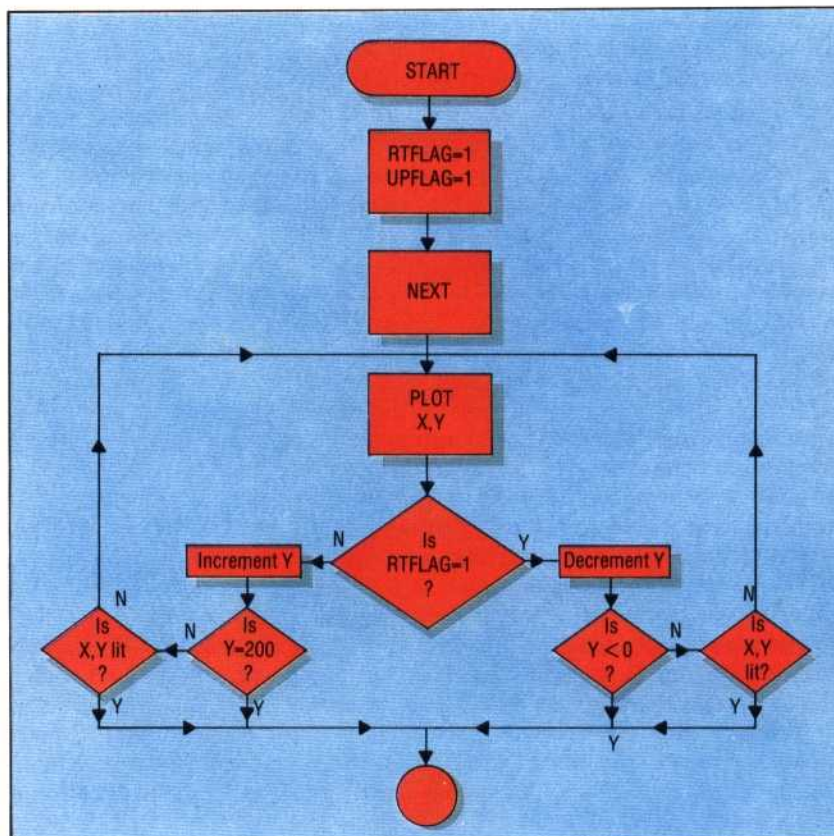 START
RTFLAG=1
UPFLAG=1
NEXT
PLOT
X,Y
Is
RTFLAG=1
?
N
Y
Increment Y
Decrement Y
N
Is
X,Y lit
?
Y
N
Is
Y=200
?
Y
Is
Y<0
?
Y
N
N
Is
X,Y
lit?
Y